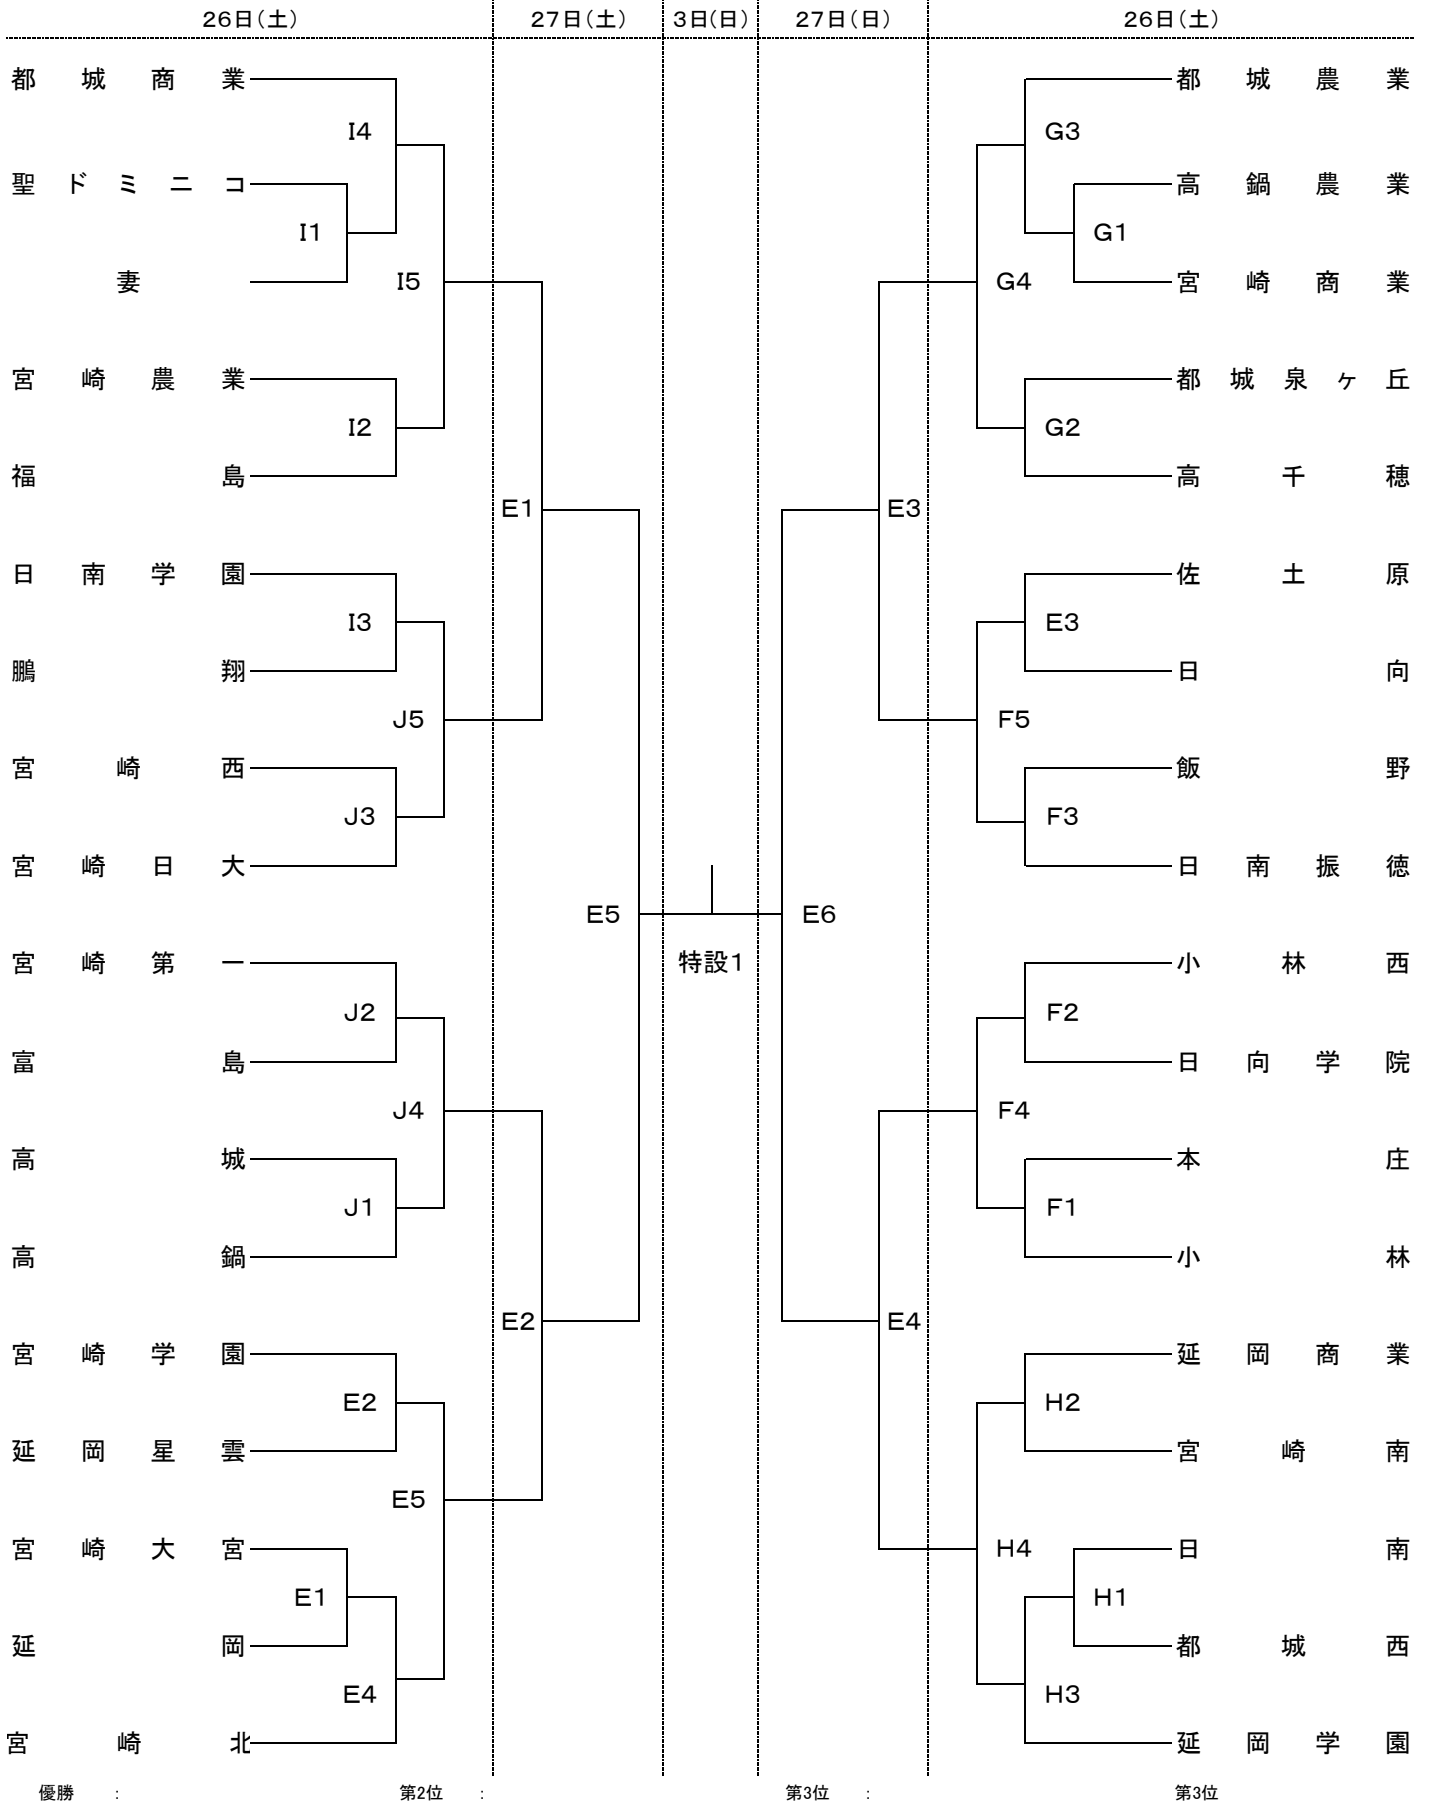 26日(土) 27日(土) 3日(日) 27日(日) 26日(土)
都城商業 都城農業
I4 G3
聖ドミニコ 高鍋農業
I1 G1
妻 I5 G4 宮崎商業
宮崎農業 都城泉ヶ丘
I2 G2
福島 高千穂
E1 E3
日南学園 佐土原
I3 E3
鵬翔 日向
J5 F5
宮崎西 飯野
J3 F3
宮崎日大 日南振徳
E5 E6
宮崎第一 特設1 小林西
J2 F2
富島 日向学院
J4 F4
高城 本庄
J1 F1
高鍋 小林
E2 E4
宮崎学園 延岡商業
E2 H2
延岡星雲 宮崎南
E5
宮崎大宮 H4 日南
E1 H1
延岡 都城西
E4 H3
宮崎北 延岡学園
優勝 : 第2位 : 第3位 : 第3位